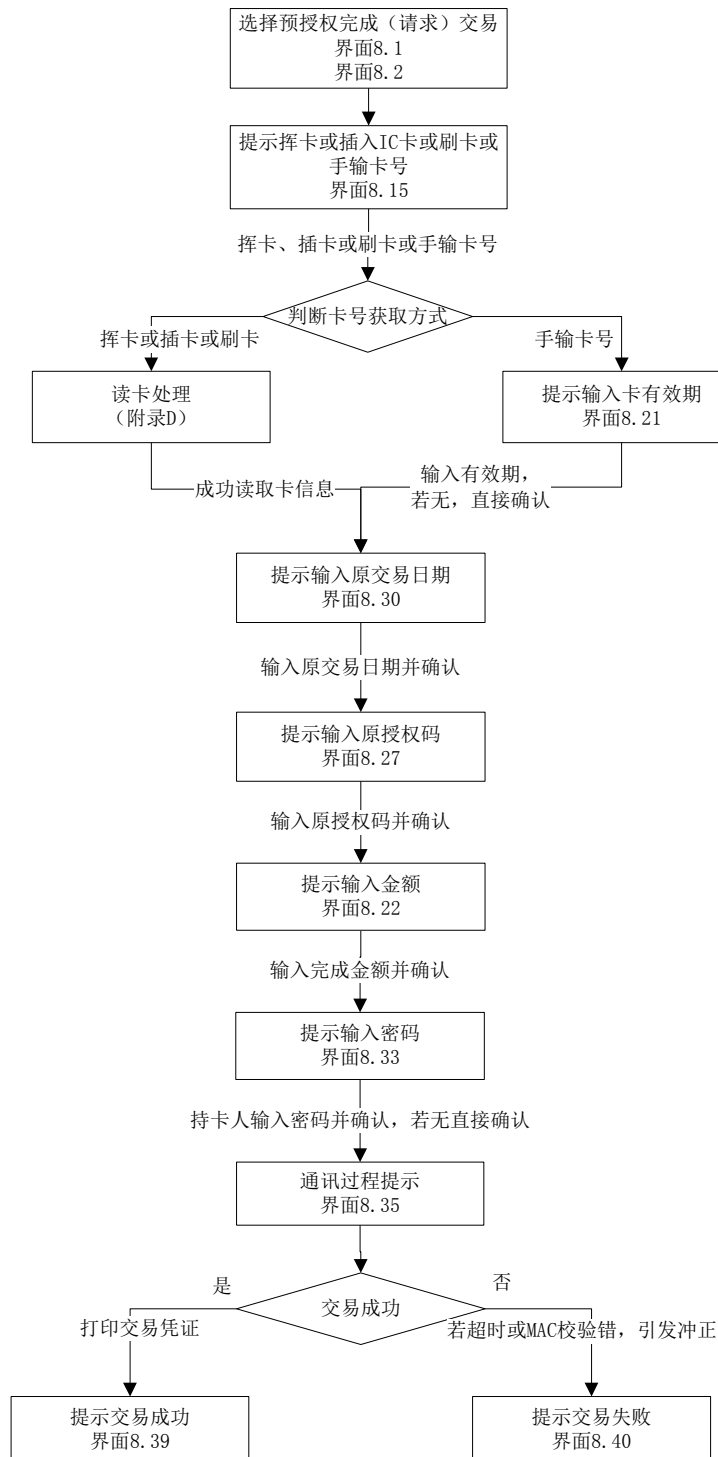 选择预授权完成（请求）交易
界面8.1
界面8.2
提示挥卡或插入IC卡或刷卡或
手输卡号
界面8.15
挥卡、插卡或刷卡或手输卡号
判断卡号获取方式
挥卡或插卡或刷卡
手输卡号
读卡处理
（附录D）
提示输入卡有效期
界面8.21
成功读取卡信息
输入有效期，
若无，直接确认
提示输入原交易日期
界面8.30
输入原交易日期并确认
提示输入原授权码
界面8.27
输入原授权码并确认
提示输入金额
界面8.22
输入完成金额并确认
提示输入密码
界面8.33
持卡人输入密码并确认，若无直接确认
通讯过程提示
界面8.35
是
否
交易成功
打印交易凭证
若超时或MAC校验错，引发冲正
提示交易成功
界面8.39
提示交易失败
界面8.40